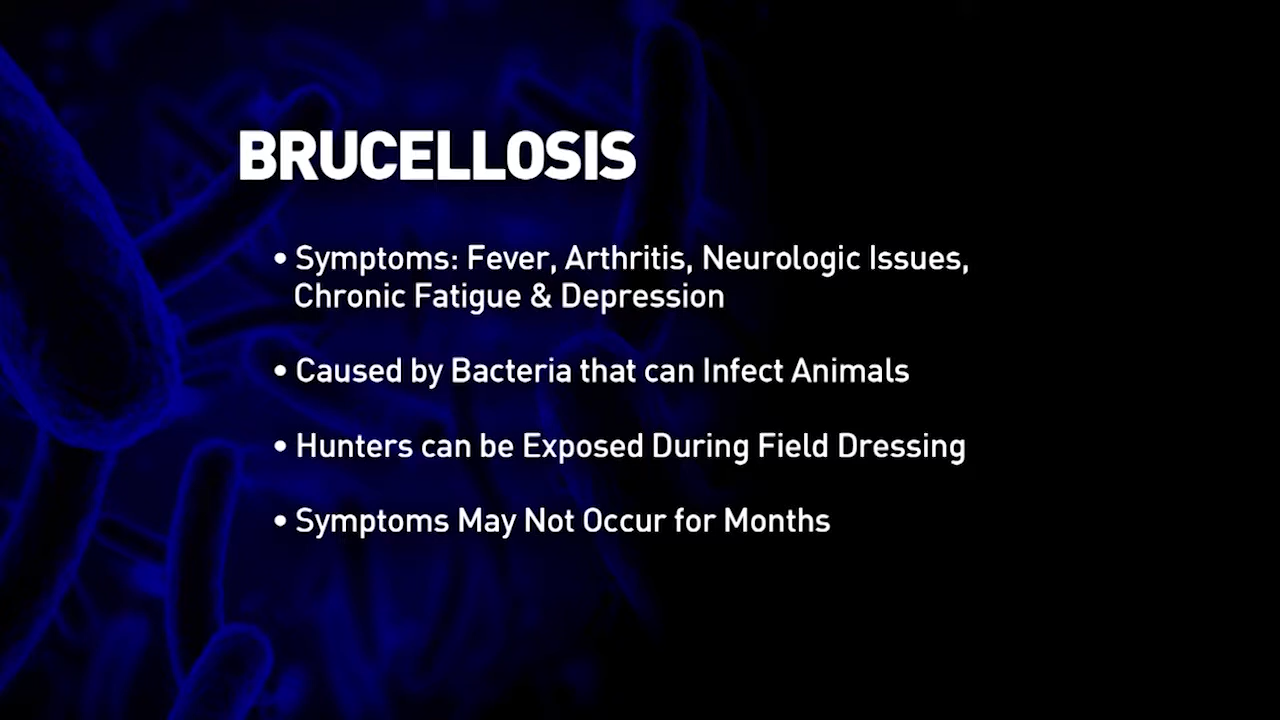 BRUCELLOSIS
• Symptoms: Fever, Arthritis, Neurologic Issues,
Chronic Fatigue & Depression
• Caused by Bacteria that can Infect Animals
• Hunters can be Exposed During Field Dressing
• Symptoms May Not Occur for Months